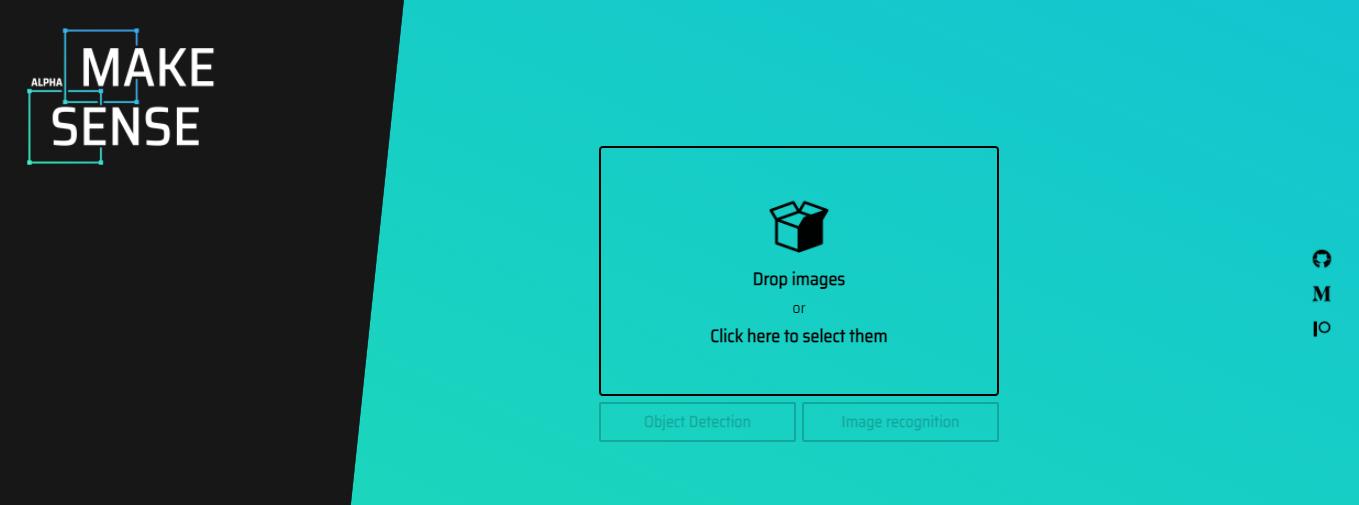 ALPHA
MAKE
SENSE
Drop images
or
Click here to select them
Object Detection
Image recognition